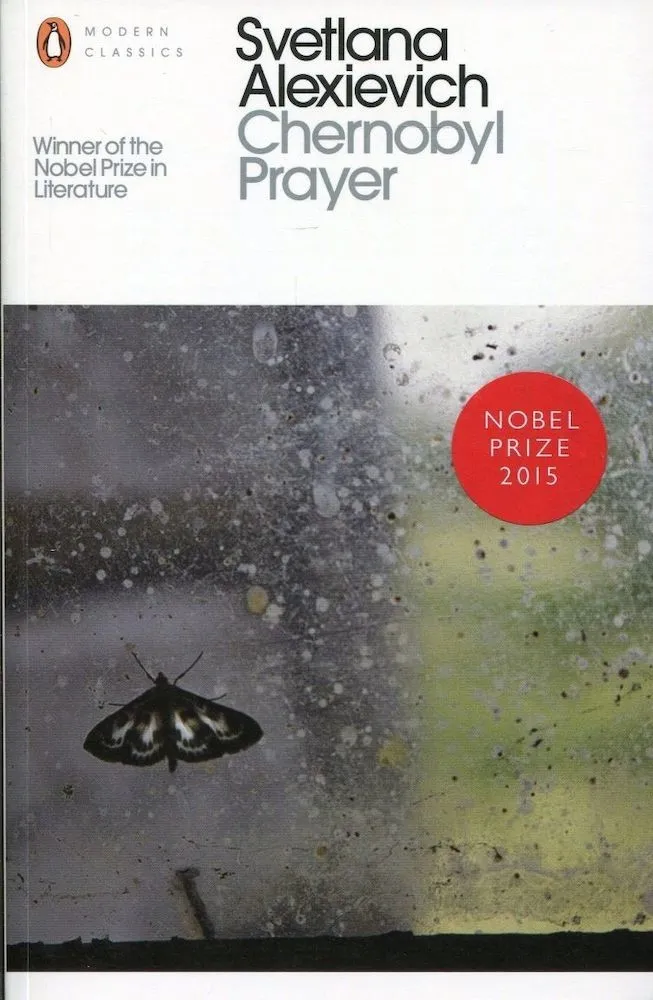 MODERN
CLASSICS
Svetlana
Alexievich
Chernobyl
Prayer
Winner of the
Nobel Prize in
Literature
NOBEL
PRIZE
2015